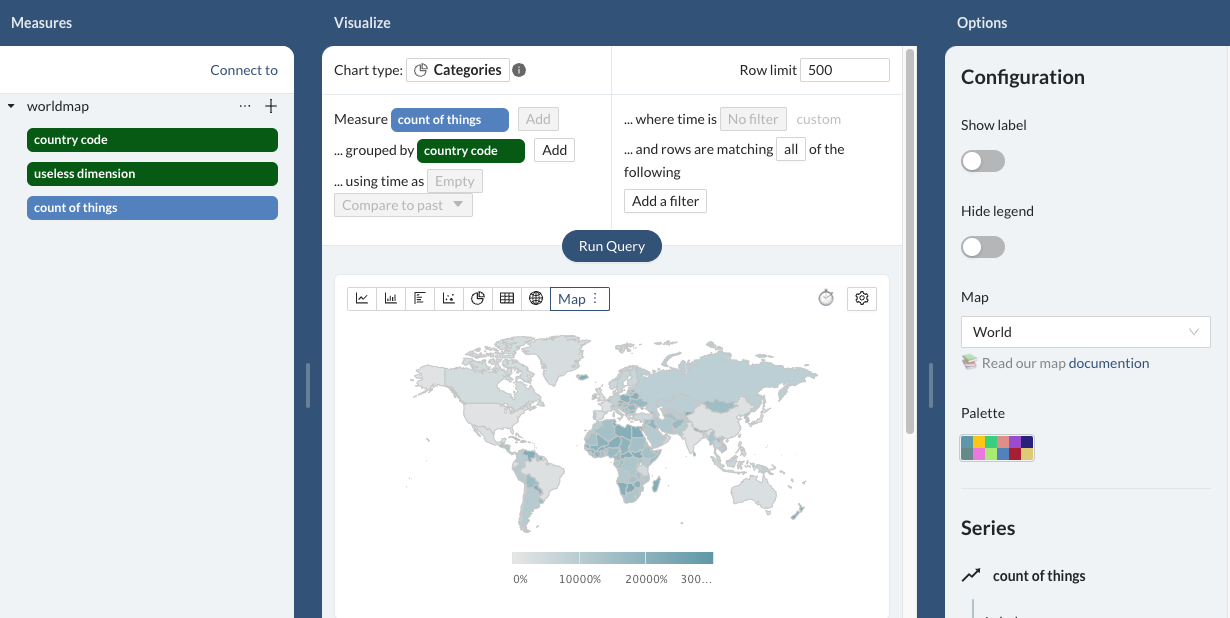 Measures
Visualize
Options
Connect to
worldmap
country code
useless dimension
count of things
Chart type: Categories
Row limit 500
Measure count of things Add
... grouped by country code Add
... using time as Empty
Compare to past
... where time is No filter custom
... and rows are matching all of the
following
Add a filter
Run Query
Map
0% 10000% 20000% 300...
Configuration
Show label
Hide legend
Map
World
Read our map documention
Palette
Series
count of things